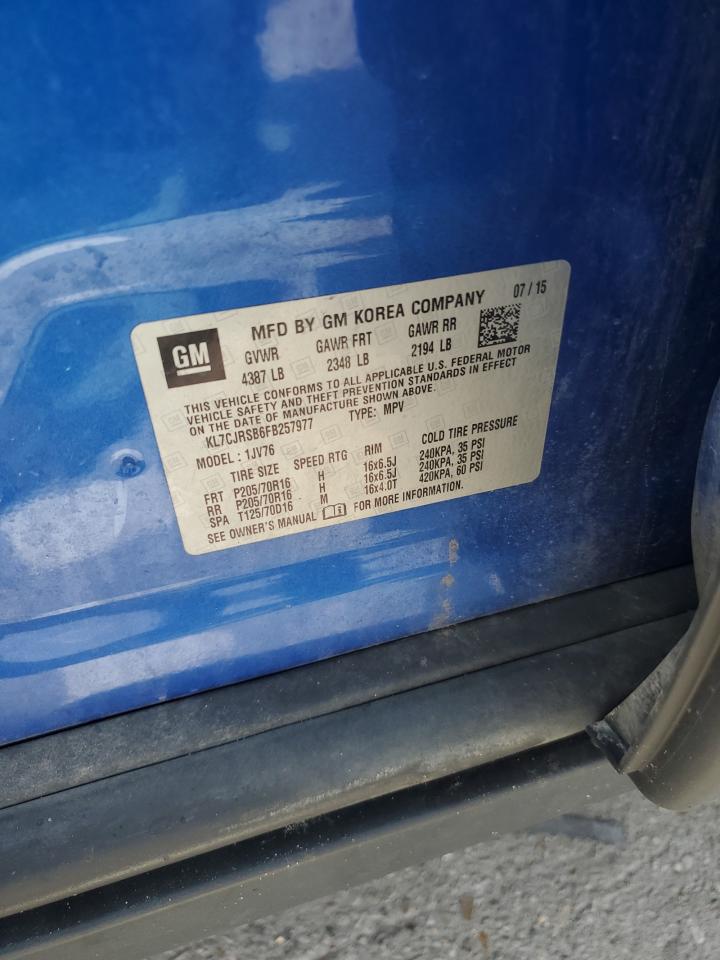 GM
MFD BY GM KOREA COMPANY 07 / 15
GVWR GAWR FRT GAWR RR
4387 LB 2348 LB 2194 LB
THIS VEHICLE CONFORMS TO ALL APPLICABLE U.S. FEDERAL MOTOR
VEHICLE SAFETY AND THEFT PREVENTION STANDARDS IN EFFECT
ON THE DATE OF MANUFACTURE SHOWN ABOVE.
KL7CJRSB6FB257977 TYPE: MPV
MODEL : 1JV76
TIRE SIZE SPEED RTG RIM COLD TIRE PRESSURE
FRT P205/70R16 H 16x6.5J 240KPA, 35 PSI
RR P205/70R16 H 16x6.5J 240KPA, 35 PSI
SPA T125/70D16 M 16x4.0T 420KPA, 60 PSI
SEE OWNER'S MANUAL FOR MORE INFORMATION.